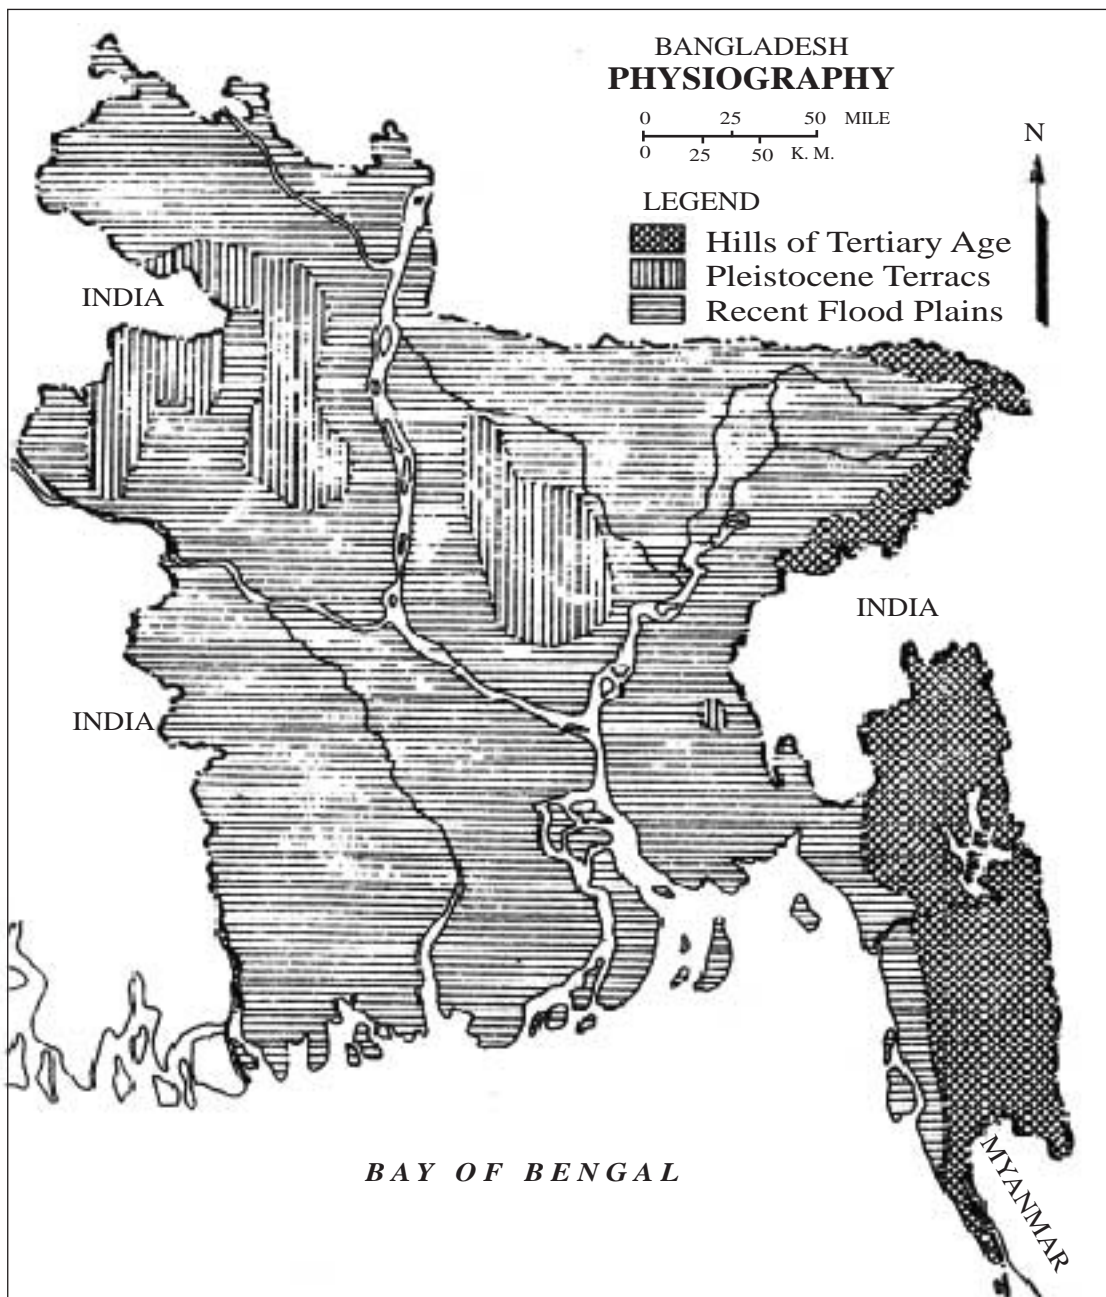 BANGLADESH
PHYSIOGRAPHY
0 25 50 MILE
0 25 50 K. M.
N
LEGEND
Hills of Tertiary Age
Pleistocene Terracs
Recent Flood Plains
INDIA
INDIA
INDIA
BAY OF BENGAL
MYANMAR